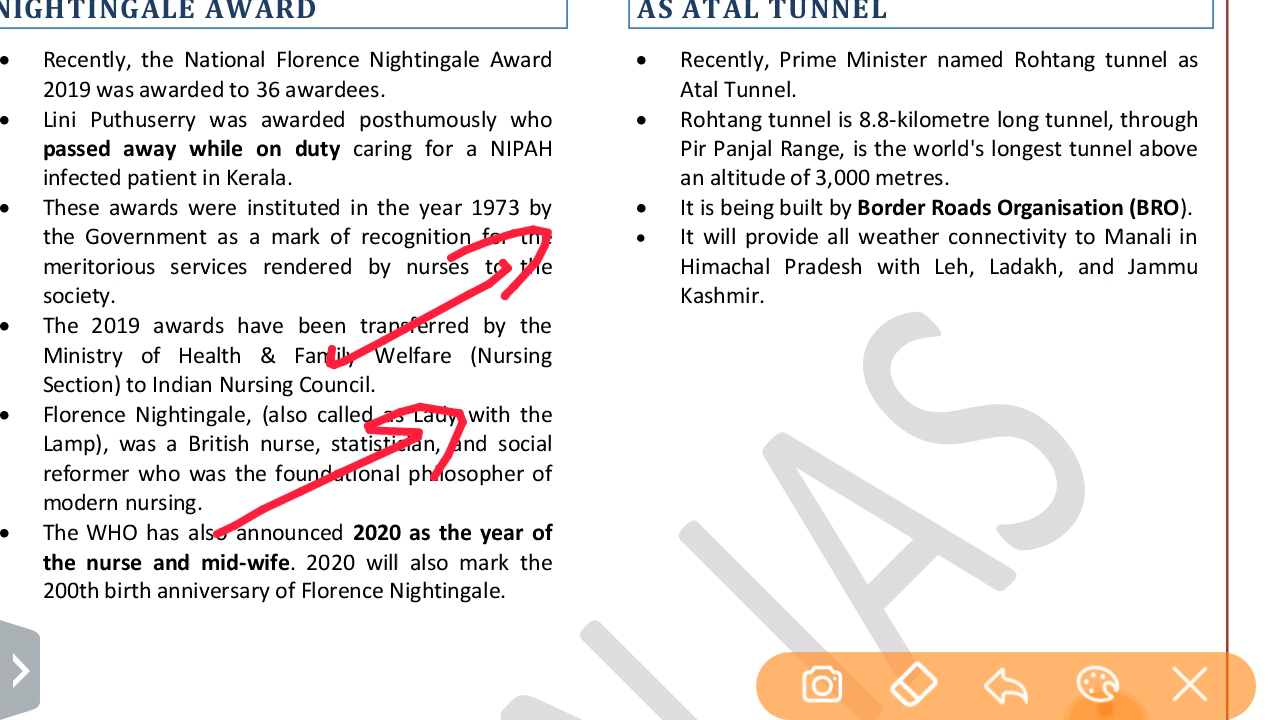 NIGHTINGALE AWARD
• Recently, the National Florence Nightingale Award
2019 was awarded to 36 awardees.
• Lini Puthuserry was awarded posthumously who
passed away while on duty caring for a NIPAH
infected patient in Kerala.
• These awards were instituted in the year 1973 by
the Government as a mark of recognition for the
meritorious services rendered by nurses to the
society.
• The 2019 awards have been transferred by the
Ministry of Health & Family Welfare (Nursing
Section) to Indian Nursing Council.
• Florence Nightingale, (also called as Lady with the
Lamp), was a British nurse, statistician, and social
reformer who was the foundational philosopher of
modern nursing.
• The WHO has also announced 2020 as the year of
the nurse and mid-wife. 2020 will also mark the
200th birth anniversary of Florence Nightingale.
AS ATAL TUNNEL
• Recently, Prime Minister named Rohtang tunnel as
Atal Tunnel.
• Rohtang tunnel is 8.8-kilometre long tunnel, through
Pir Panjal Range, is the world's longest tunnel above
an altitude of 3,000 metres.
• It is being built by Border Roads Organisation (BRO).
• It will provide all weather connectivity to Manali in
Himachal Pradesh with Leh, Ladakh, and Jammu
Kashmir.
IAS